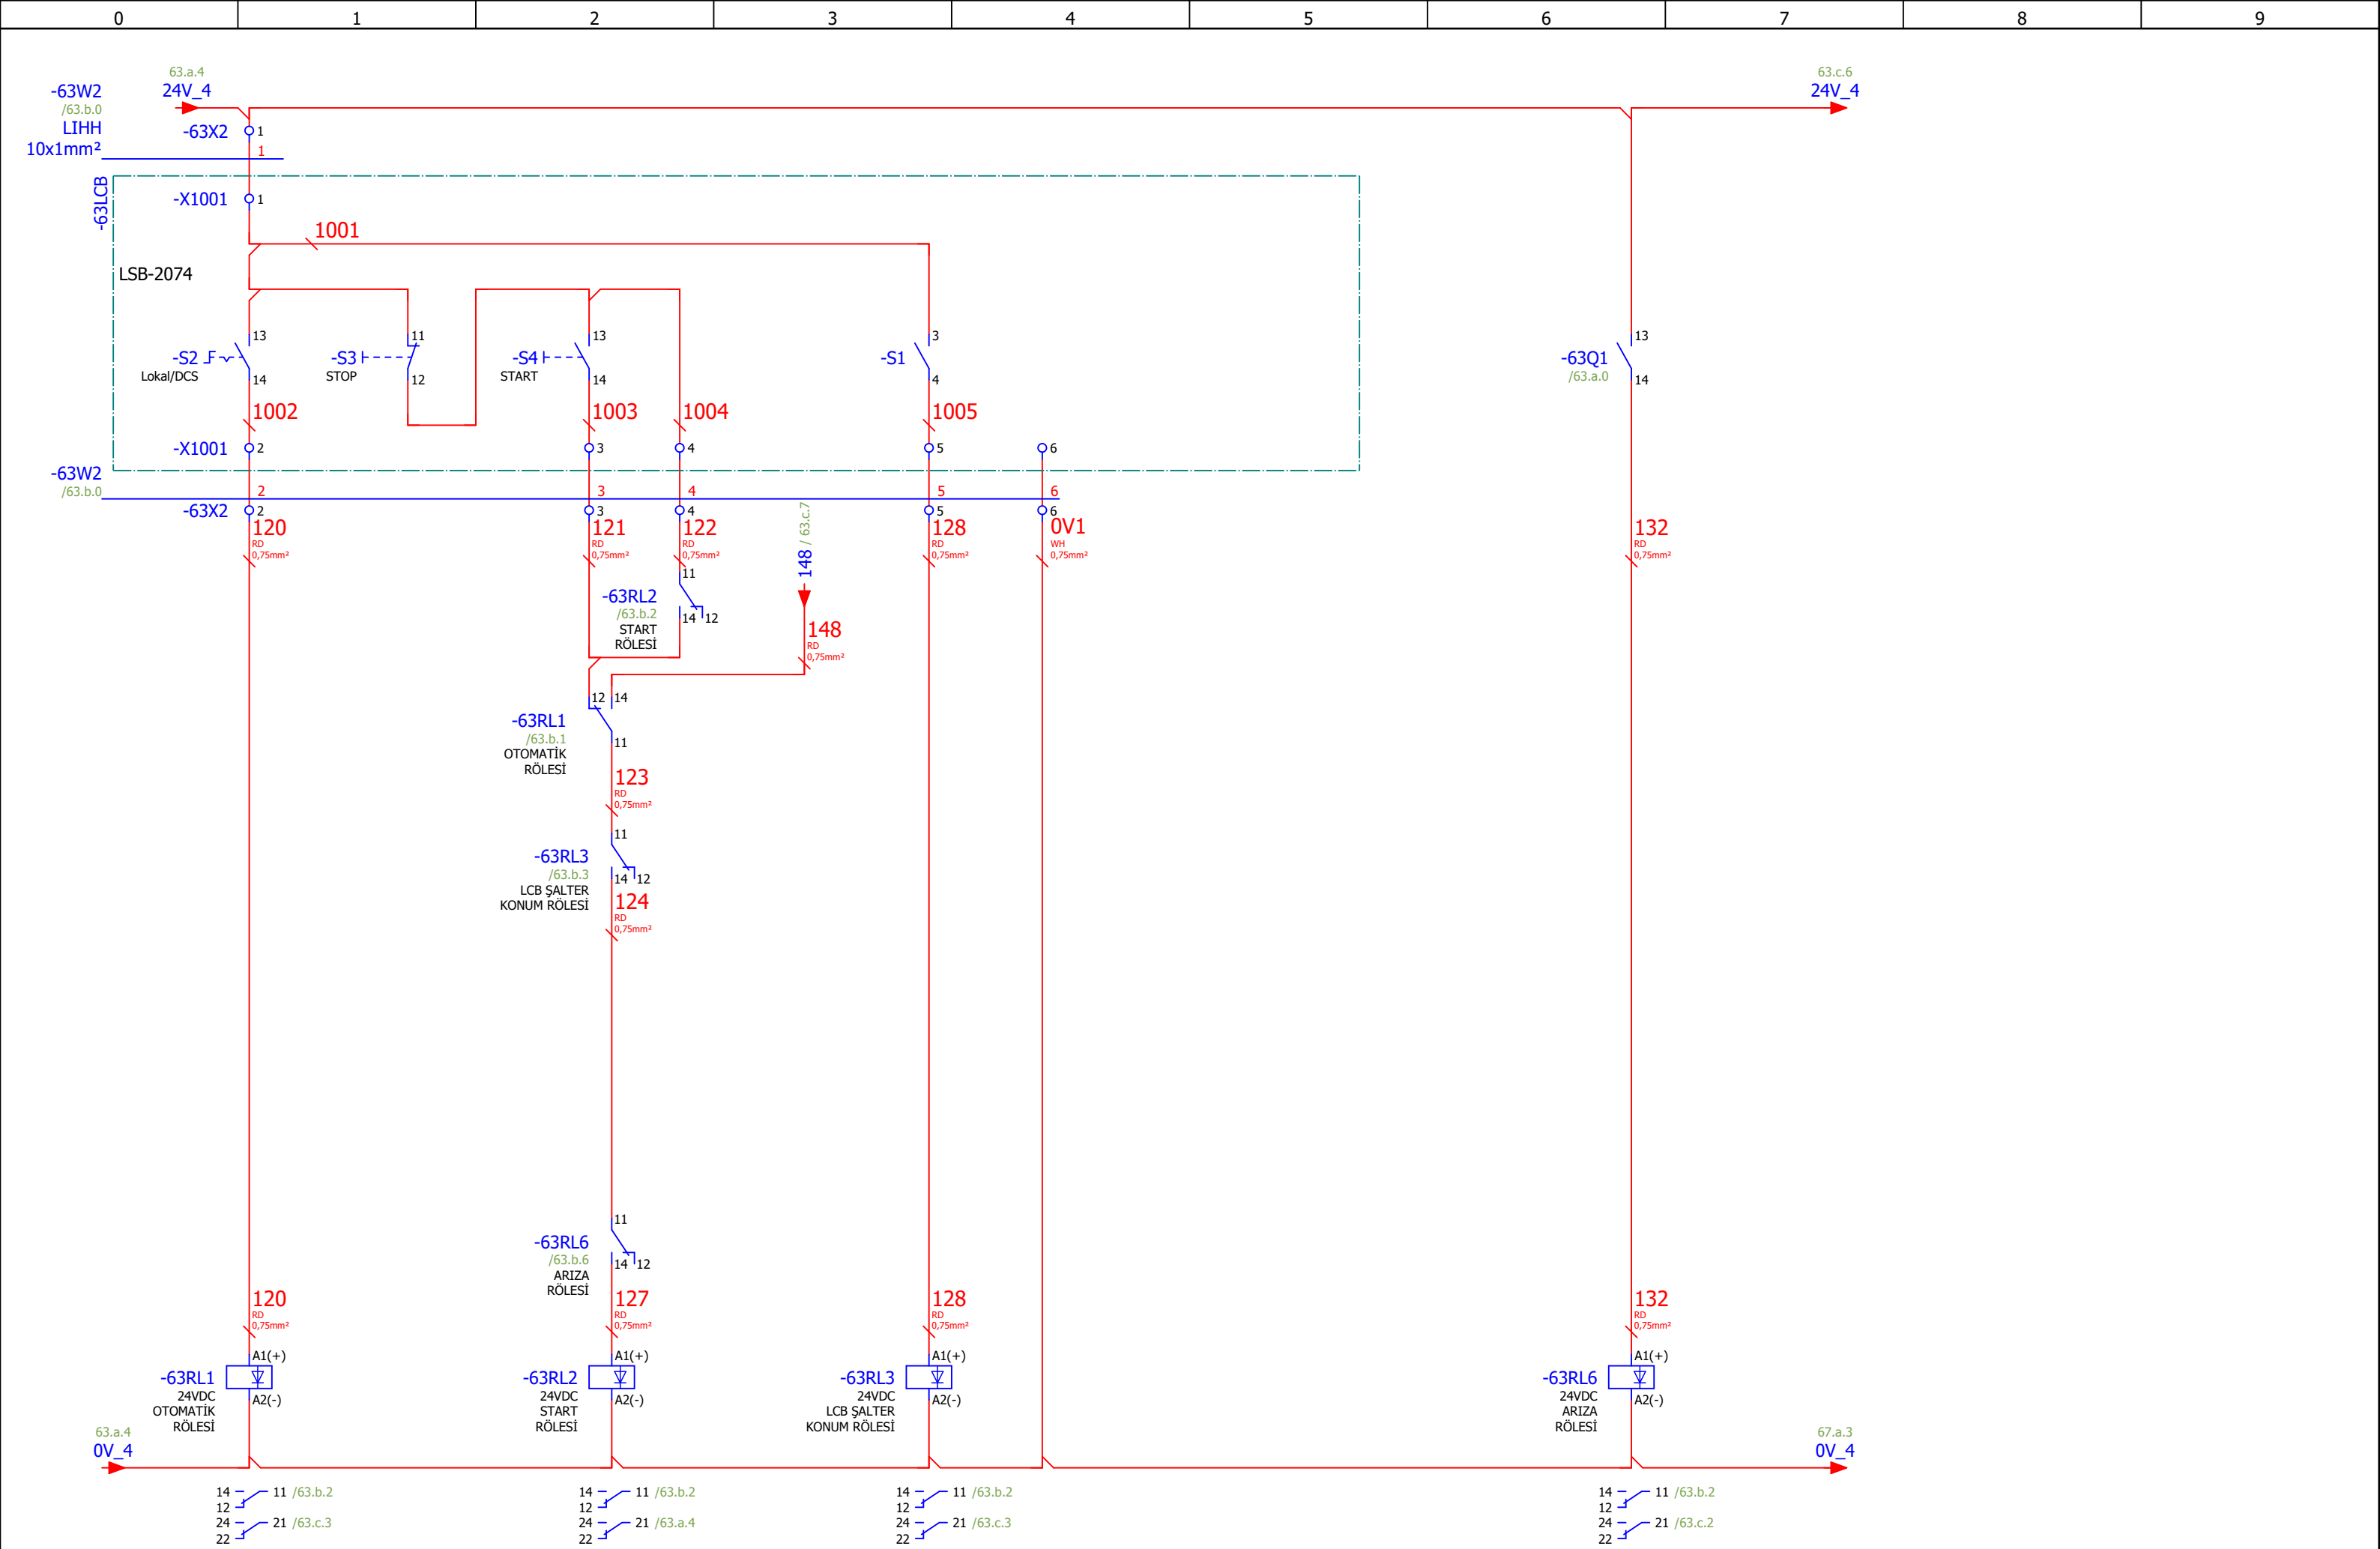 0 1 2 3 4 5 6 7 8 9
63.a.4
24V_4
63.c.6
24V_4
-63W2
/63.b.0
LIHH
10x1mm²
-63X2 1
1
-63LCB
-X1001 1
1001
LSB-2074
-S2
Lokal/DCS
13
14
-S3
STOP
11
12
-S4
START
13
14
-S1
3
4
-63Q1
/63.a.0
13
14
1002 1003 1004 1005
-X1001 2 3 4 5 6
-63W2
/63.b.0
2 3 4 5 6
-63X2 2 3 4 5 6
120
RD
0,75mm²
121
RD
0,75mm²
122
RD
0,75mm²
148 / 63.c.7
128
RD
0,75mm²
0V1
WH
0,75mm²
132
RD
0,75mm²
-63RL2
/63.b.2
START
RÖLESİ
11
14 12
148
RD
0,75mm²
12 14
-63RL1
/63.b.1
OTOMATİK
RÖLESİ
11
123
RD
0,75mm²
11
-63RL3
/63.b.3
LCB ŞALTER
KONUM RÖLESİ
14 12
124
RD
0,75mm²
11
-63RL6
/63.b.6
ARIZA
RÖLESİ
14 12
120
RD
0,75mm²
127
RD
0,75mm²
128
RD
0,75mm²
132
RD
0,75mm²
-63RL1
24VDC
OTOMATİK
RÖLESİ
A1(+)
A2(-)
-63RL2
24VDC
START
RÖLESİ
A1(+)
A2(-)
-63RL3
24VDC
LCB ŞALTER
KONUM RÖLESİ
A1(+)
A2(-)
-63RL6
24VDC
ARIZA
RÖLESİ
A1(+)
A2(-)
63.a.4
0V_4
67.a.3
0V_4
14 11 /63.b.2
12
24 21 /63.c.3
22
14 11 /63.b.2
12
24 21 /63.a.4
22
14 11 /63.b.2
12
24 21 /63.c.3
22
14 11 /63.b.2
12
24 21 /63.c.2
22